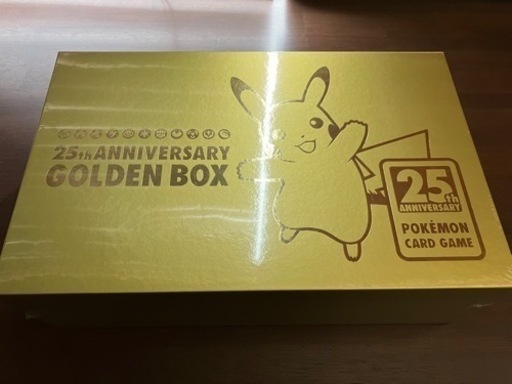 25th ANNIVERSARY
GOLDEN BOX
25th
ANNIVERSARY
POKÉMON
CARD GAME